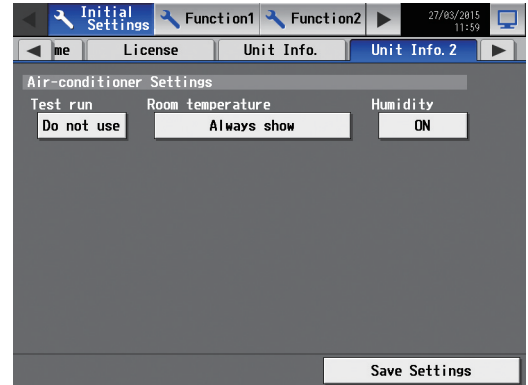 Initial Settings
Function1
Function2
27/03/2015
11:59
me
License
Unit Info.
Unit Info.2
Air-conditioner Settings
Test run
Room temperature
Humidity
Do not use
Always show
ON
Save Settings